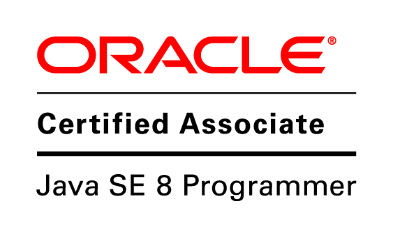 ORACLE®
Certified Associate
Java SE 8 Programmer